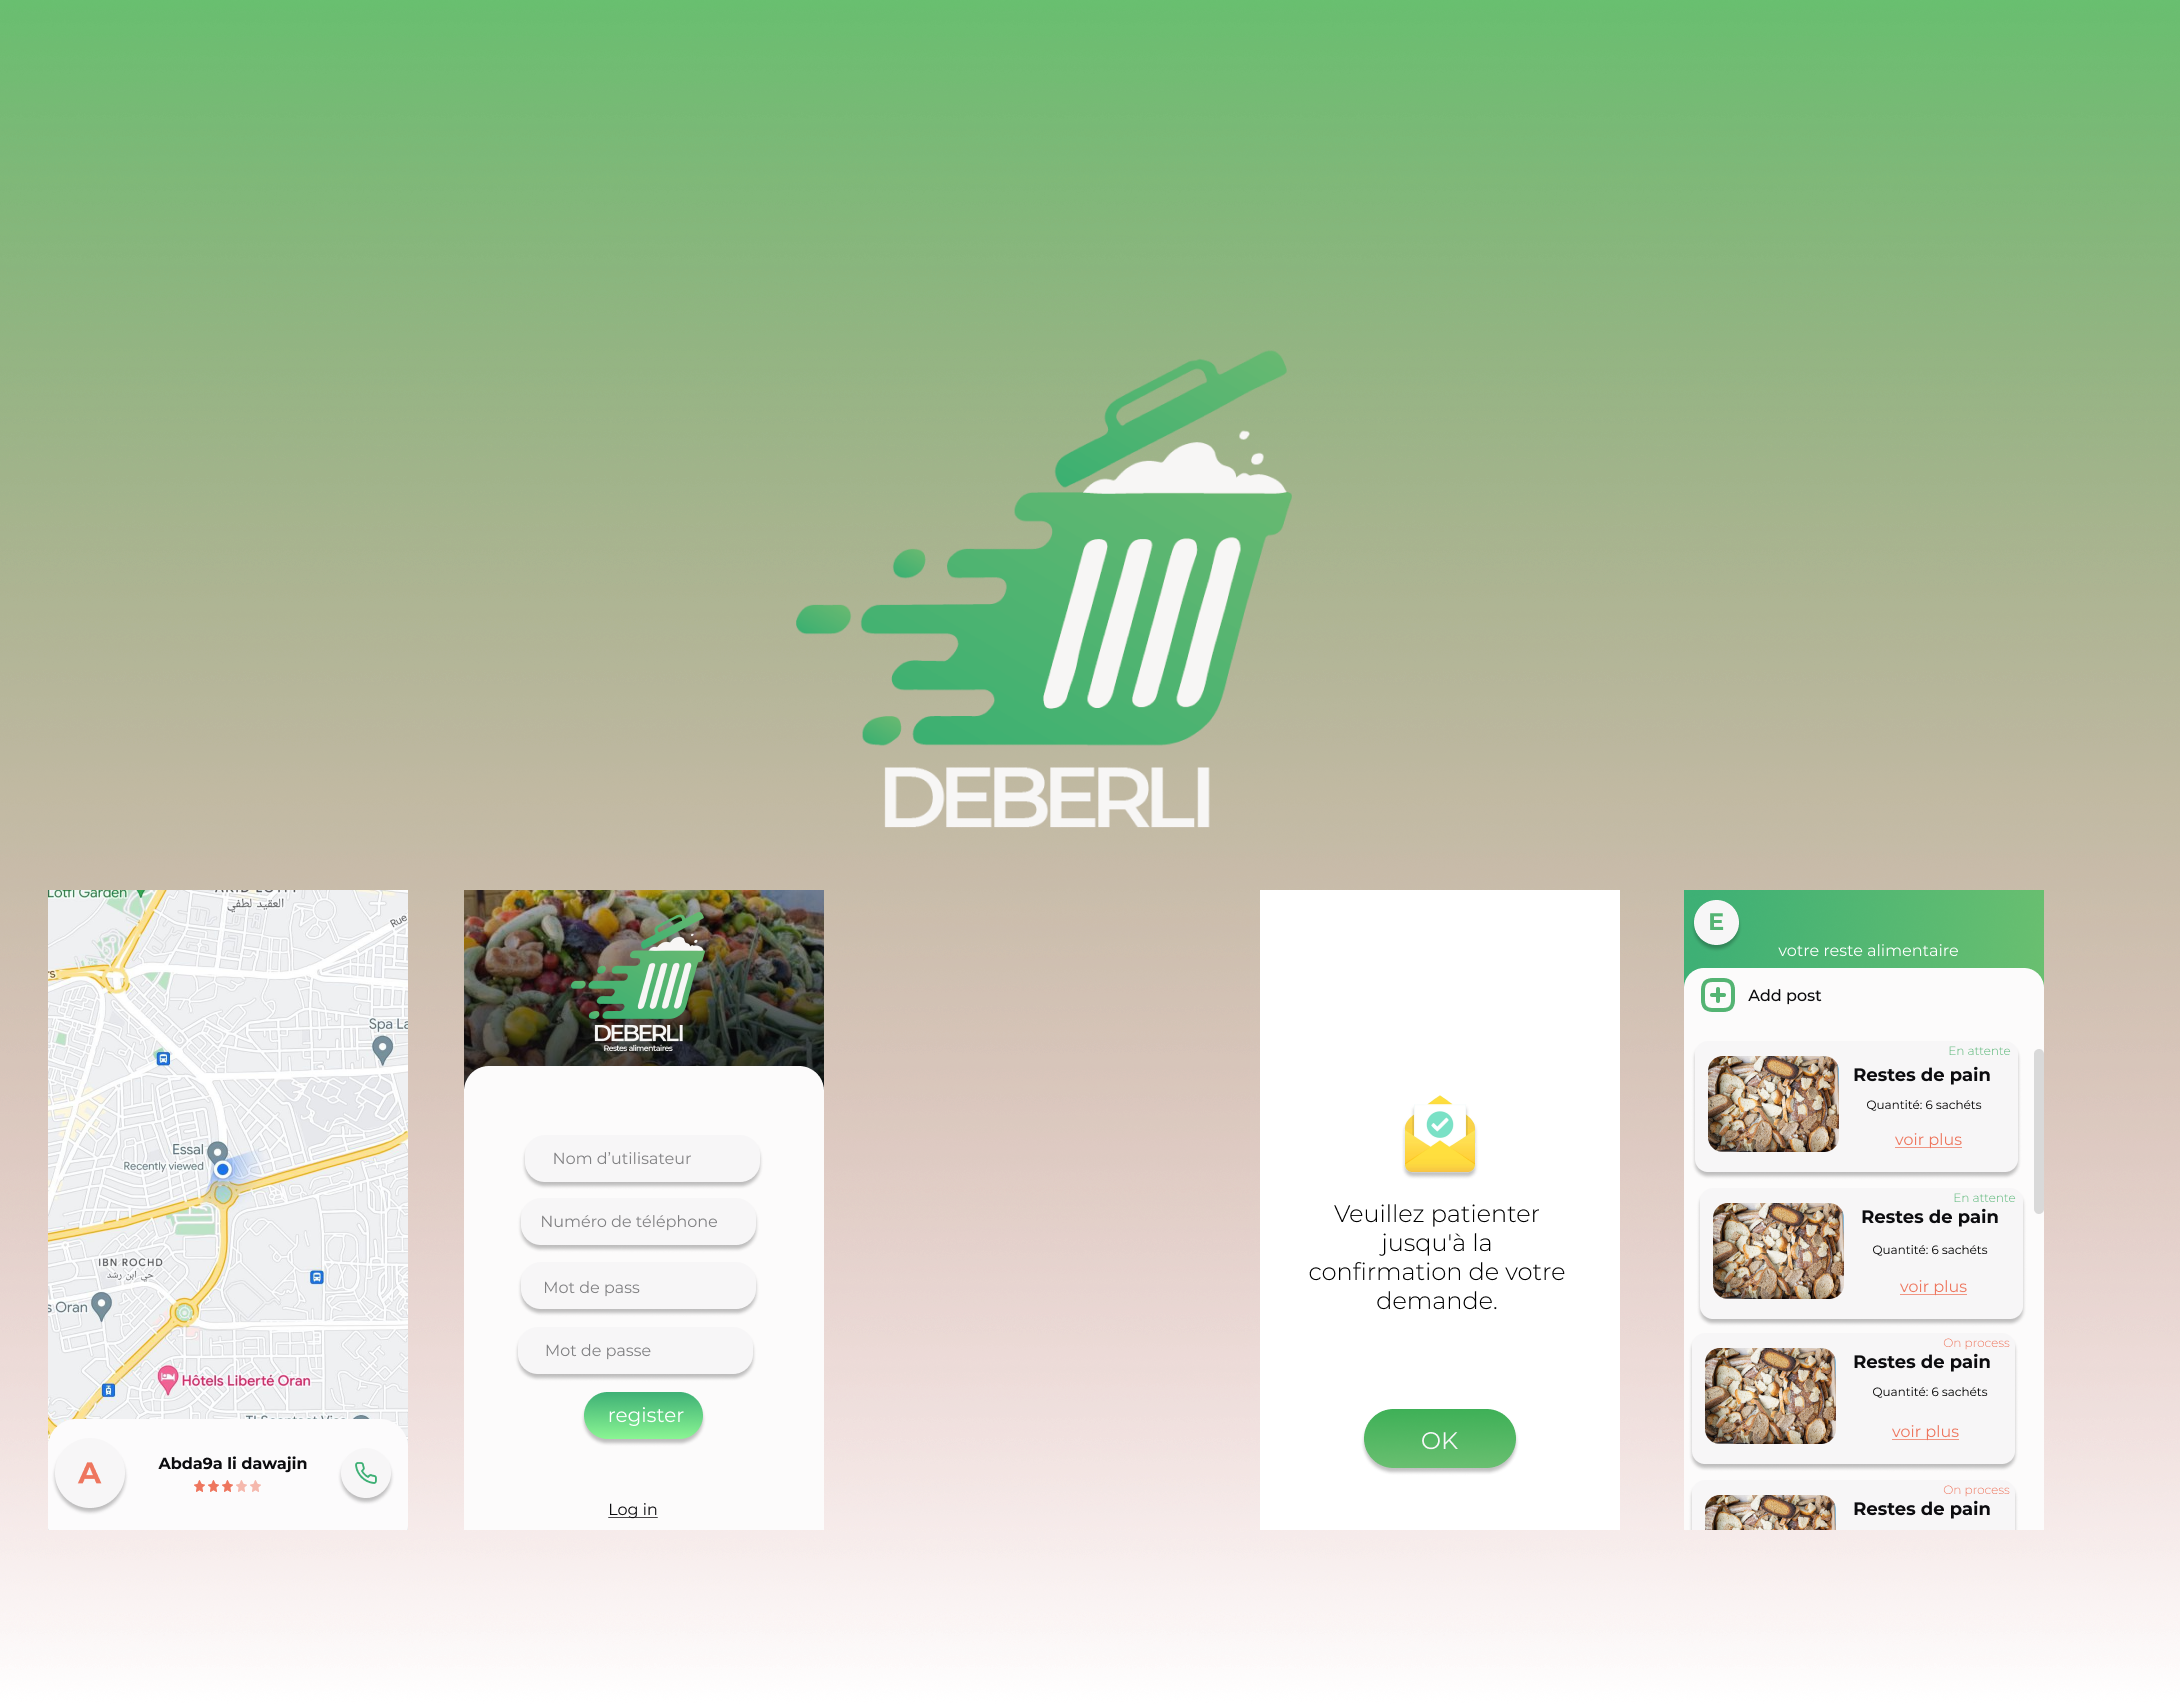 DEBERLI
Lotfi Garden
العقيد لطفي
Rue
Spa La
Essal
Recently viewed
IBN ROCHD
حي ابن رشد
s Oran
Hôtels Liberté Oran
A
Abda9a li dawajin
DEBERLI
Restes alimentaires
Nom d'utilisateur
Numéro de téléphone
Mot de pass
Mot de passe
register
Log in
Veuillez patienter
jusqu'à la
confirmation de votre
demande.
OK
E
votre reste alimentaire
Add post
En attente
Restes de pain
Quantité: 6 sachéts
voir plus
En attente
Restes de pain
Quantité: 6 sachéts
voir plus
On process
Restes de pain
Quantité: 6 sachéts
voir plus
On process
Restes de pain